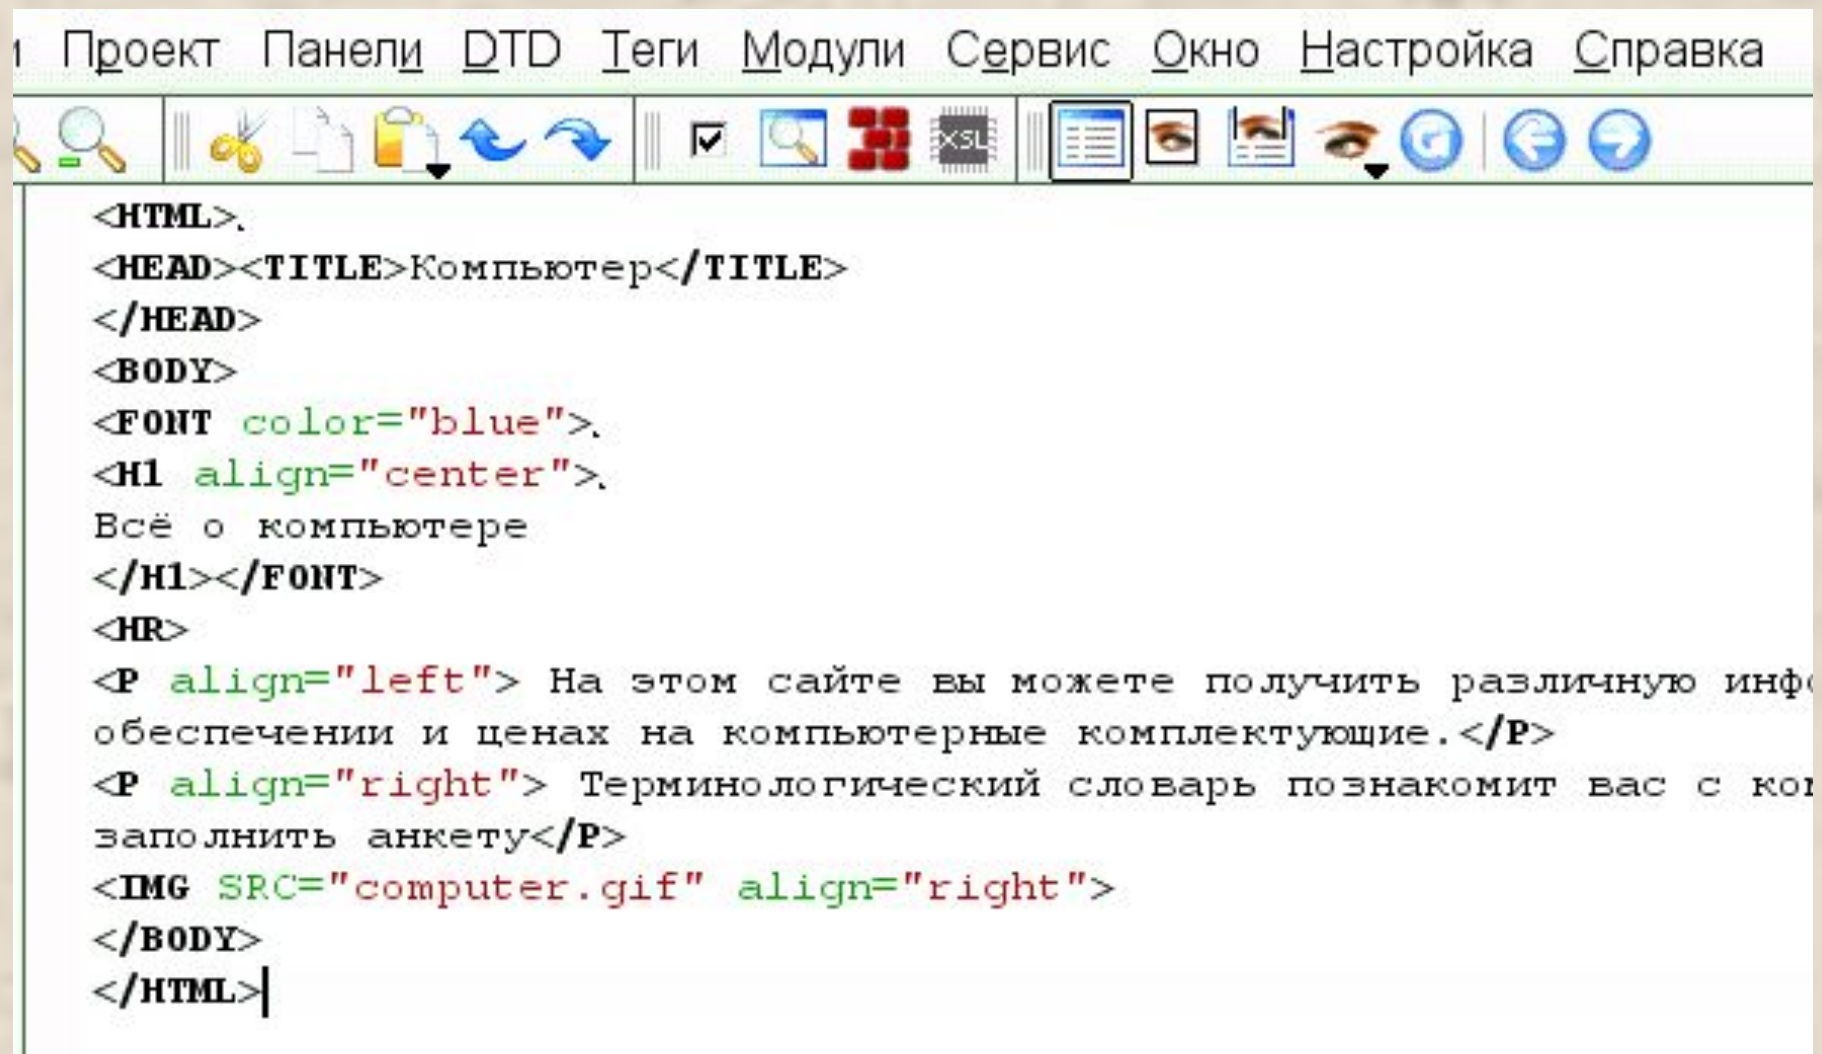 Проект Панели DTD Теги Модули Сервис Окно Настройка Справка
XSL
<HTML>
<HEAD><TITLE>Компьютер</TITLE>
</HEAD>
<BODY>
<FONT color="blue">
<H1 align="center">
Всё о компьютере
</H1></FONT>
<HR>
<P align="left"> На этом сайте вы можете получить различную
обеспечении и ценах на компьютерные комплектующие.</P>
<P align="right"> Терминологический словарь познакомит вас с
заполнить анкету</P>
<IMG SRC="computer.gif" align="right">
</BODY>
</HTML>